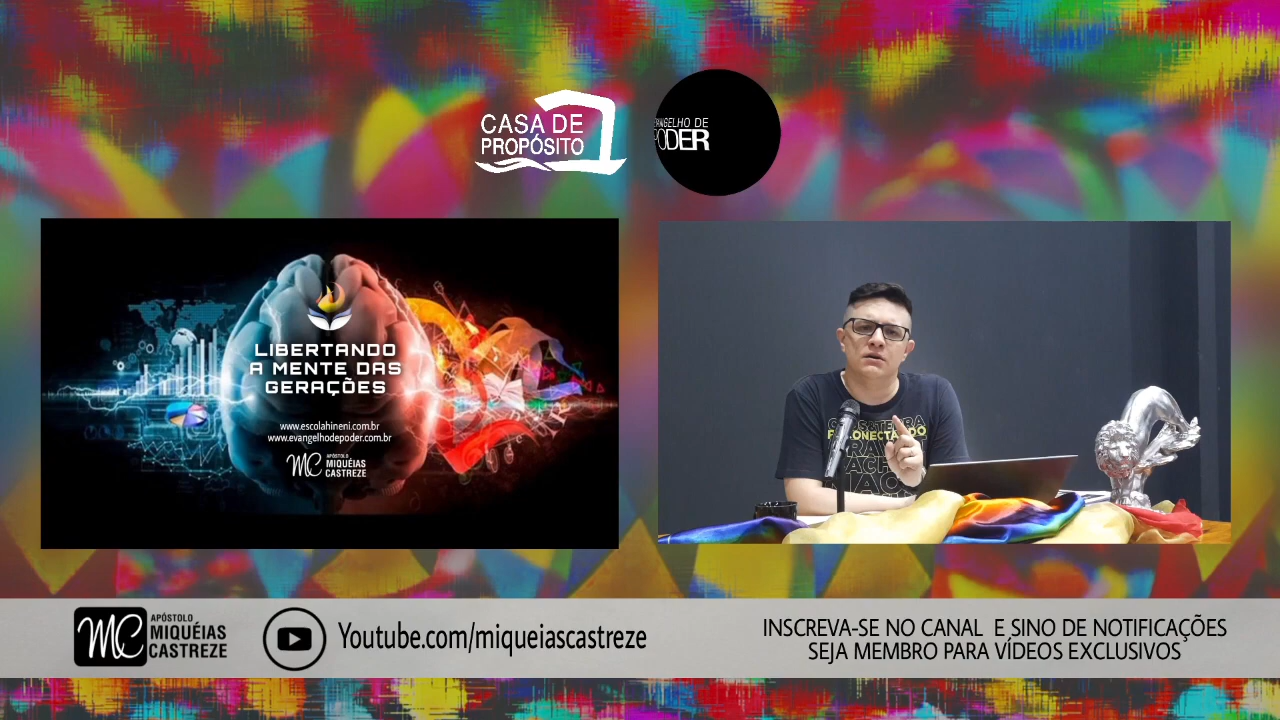 CASA DE
PROPÓSITO
DE
PODER
LIBERTANDO
A MENTE DAS
GERAÇÕES
www.escolahineni.com.br
www.evangelhodepoder.com.br
MC APÓSTOLO
MIQUÉIAS
CASTREZE
MC APÓSTOLO
MIQUÉIAS
CASTREZE
Youtube.com/miqueiascastreze
INSCREVA-SE NO CANAL E SINO DE NOTIFICAÇÕES
SEJA MEMBRO PARA VÍDEOS EXCLUSIVOS